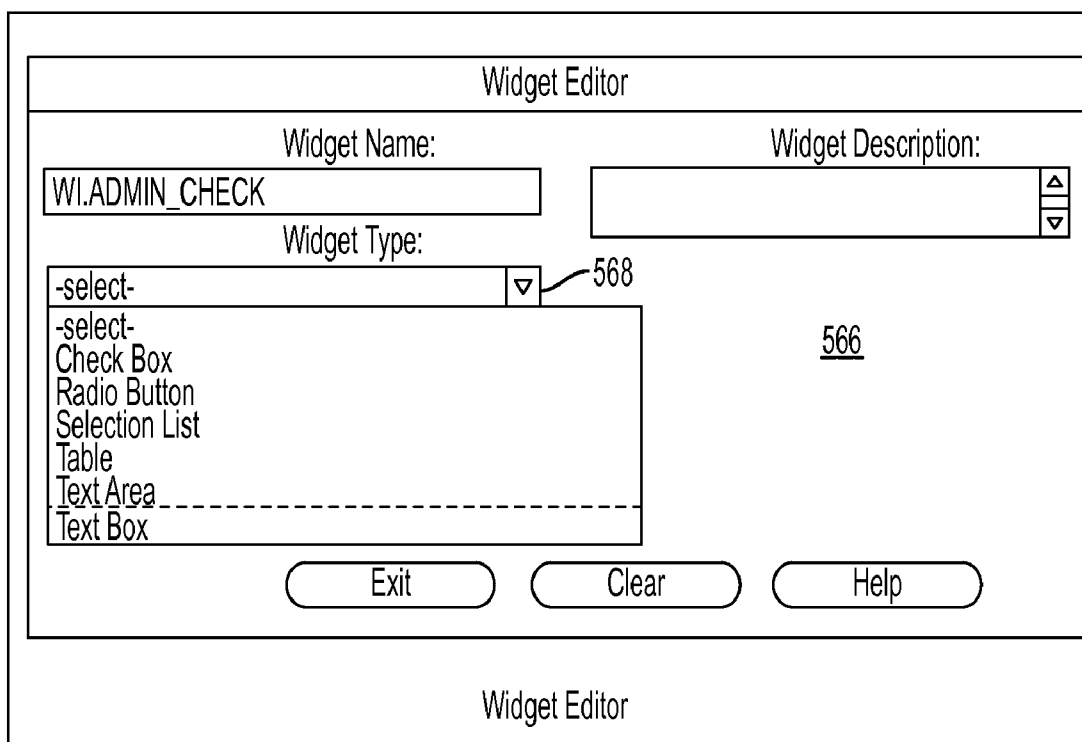 Widget Editor
Widget Name:
Widget Description:
WI.ADMIN_CHECK
Widget Type:
-select-
568
-select-
Check Box
Radio Button
Selection List
Table
Text Area
Text Box
566
Exit
Clear
Help
Widget Editor